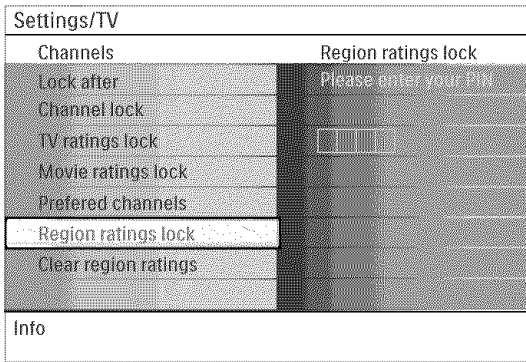 Settings/TV
Channels
Region ratings lock
Lock after
Please enter your PIN.
Channel lock
TV ratings lock
Movie ratings lock
Prefered channels
Region ratings lock
Clear region ratings
Info